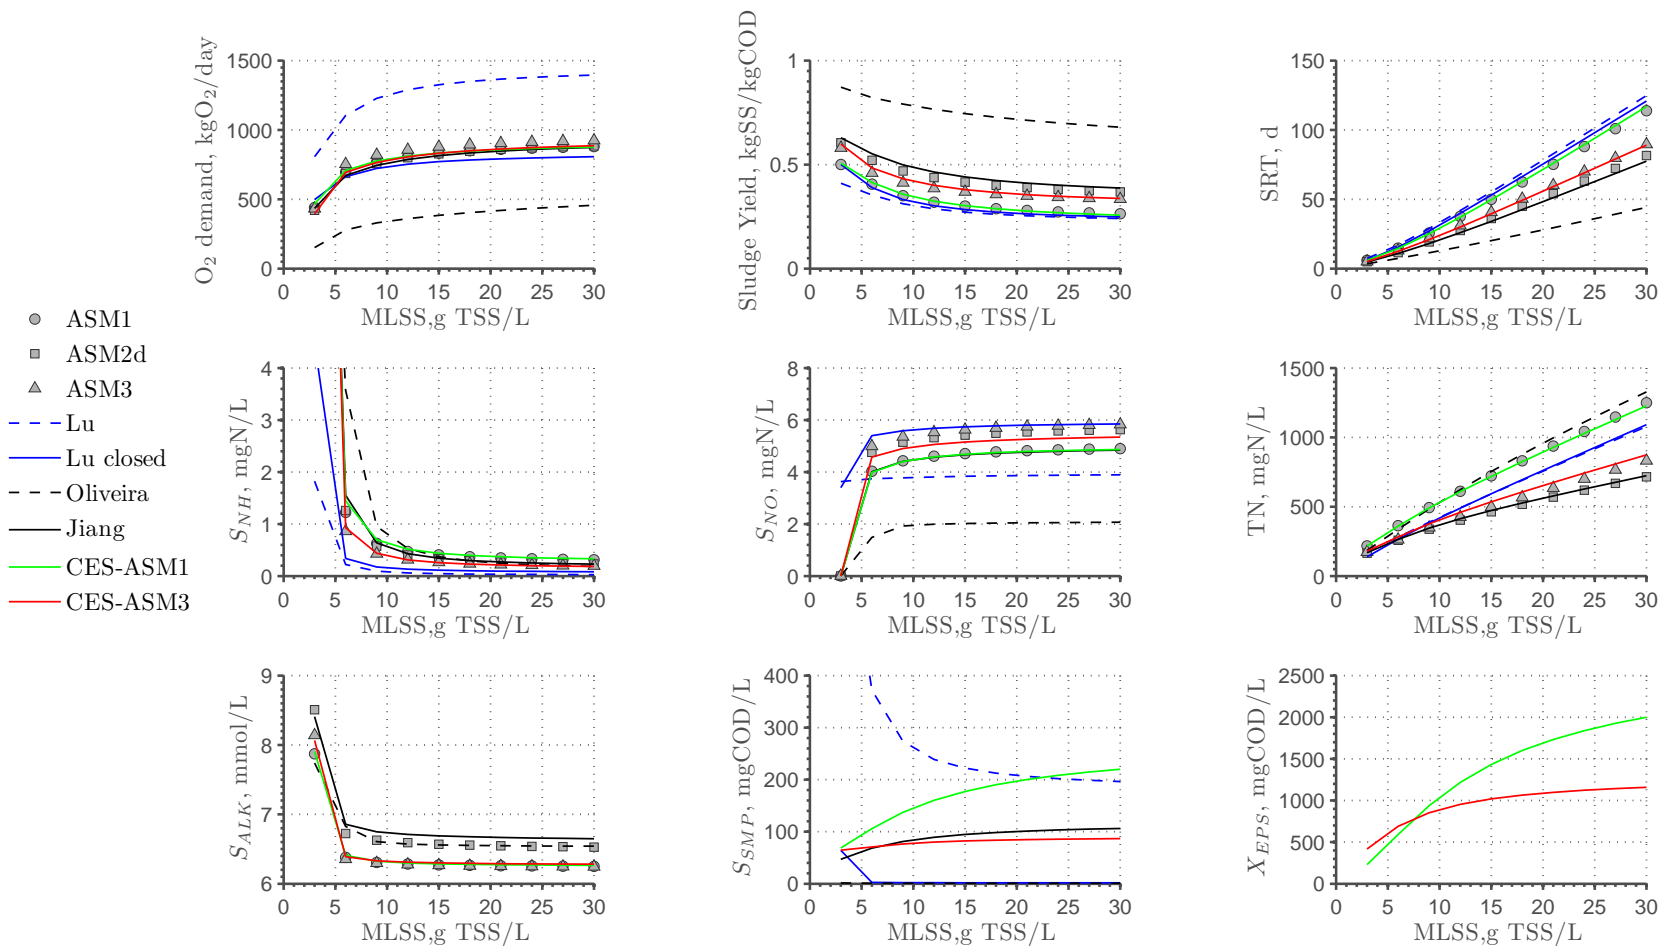 O2 demand, kgO2/day
1500
1000
500
0
0 5 10 15 20 25 30
MLSS,g TSS/L
Sludge Yield, kgSS/kgCOD
1
0.5
0
0 5 10 15 20 25 30
MLSS,g TSS/L
SRT, d
150
100
50
0
0 5 10 15 20 25 30
MLSS,g TSS/L
ASM1
ASM2d
ASM3
Lu
Lu closed
Oliveira
Jiang
CES-ASM1
CES-ASM3
S_NH, mgN/L
4
3
2
1
0
0 5 10 15 20 25 30
MLSS,g TSS/L
S_NO, mgN/L
8
6
4
2
0
0 5 10 15 20 25 30
MLSS,g TSS/L
TN, mgN/L
1500
1000
500
0
0 5 10 15 20 25 30
MLSS,g TSS/L
S_ALK, mmol/L
9
8
7
6
0 5 10 15 20 25 30
MLSS,g TSS/L
S_SMP, mgCOD/L
400
300
200
100
0
0 5 10 15 20 25 30
MLSS,g TSS/L
X_EPS, mgCOD/L
2500
2000
1500
1000
500
0
0 5 10 15 20 25 30
MLSS,g TSS/L